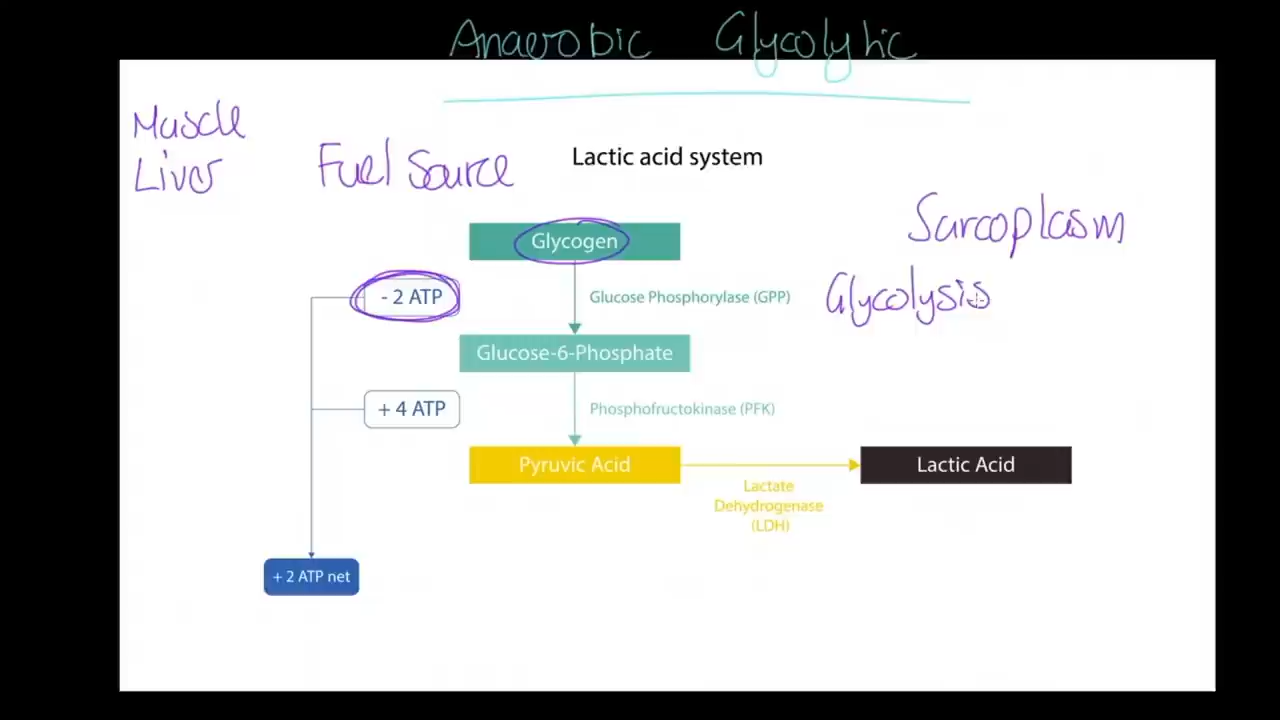 Anaerobic Glycolytic
Muscle
Liver
Fuel Source
Lactic acid system
Sarcoplasm
Glycogen
- 2 ATP
Glucose Phosphorylase (GPP)
Glycolysis
Glucose-6-Phosphate
+ 4 ATP
Phosphofructokinase (PFK)
Pyruvic Acid
Lactic Acid
Lactate
Dehydrogenase
(LDH)
+ 2 ATP net